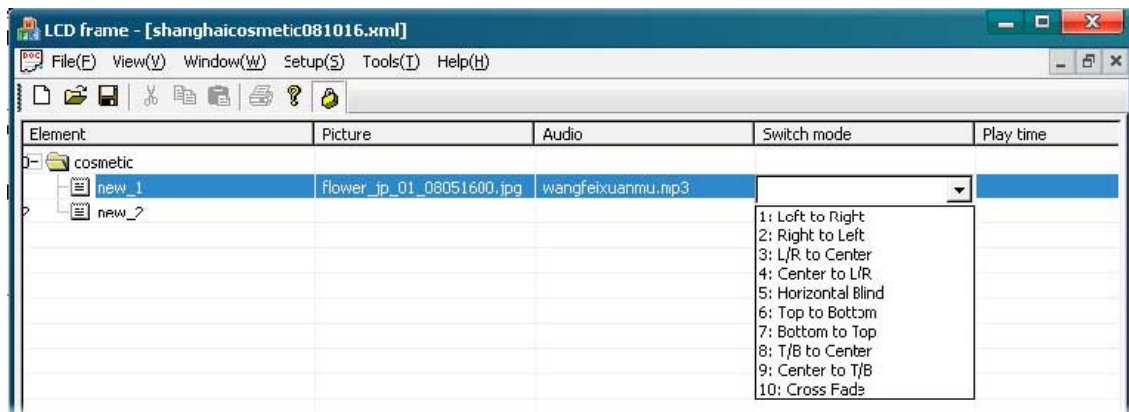 LCD frame - [shanghaicosmetic081016.xml]
File(F) View(V) Window(W) Setup(S) Tools(T) Help(H)
Element Picture Audio Switch mode Play time
cosmetic
new_1 flower_jp_01_08051600.jpg wangfeixuanmu.mp3
new_2
1: Left to Right
2: Right to Left
3: L/R to Center
4: Center to L/R
5: Horizontal Blind
6: Top to Bottom
7: Bottom to Top
8: T/B to Center
9: Center to T/B
10: Cross Fade